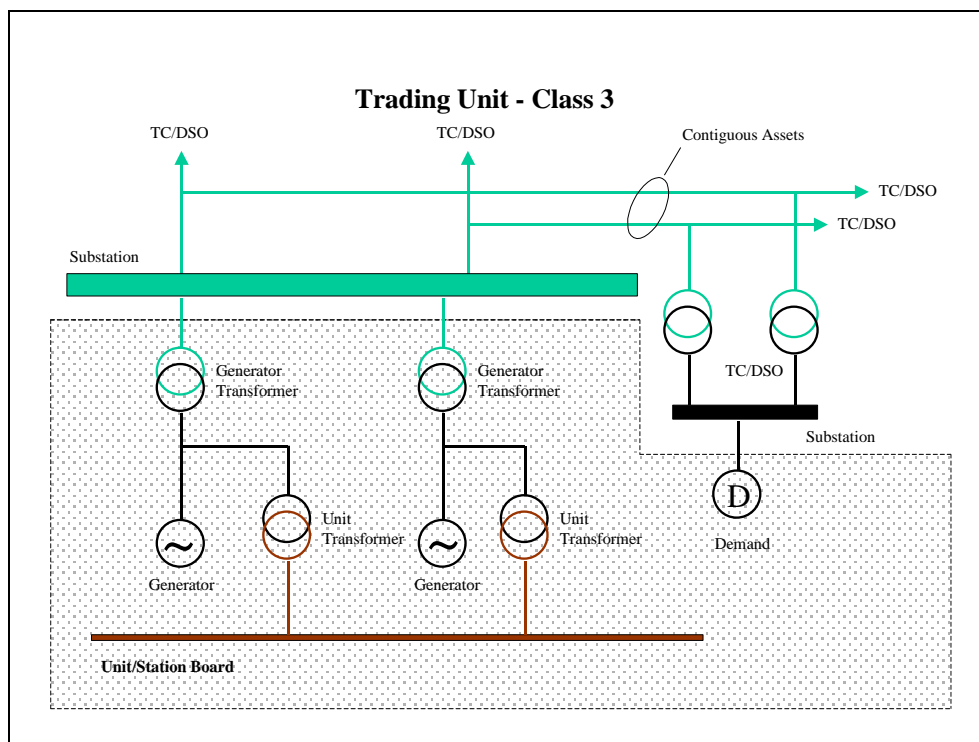 Trading Unit - Class 3
TC/DSO
TC/DSO
Contiguous Assets
TC/DSO
TC/DSO
Substation
Generator
Transformer
Generator
Transformer
TC/DSO
Substation
Unit
Transformer
Unit
Transformer
D
Demand
~
Generator
~
Generator
Unit/Station Board